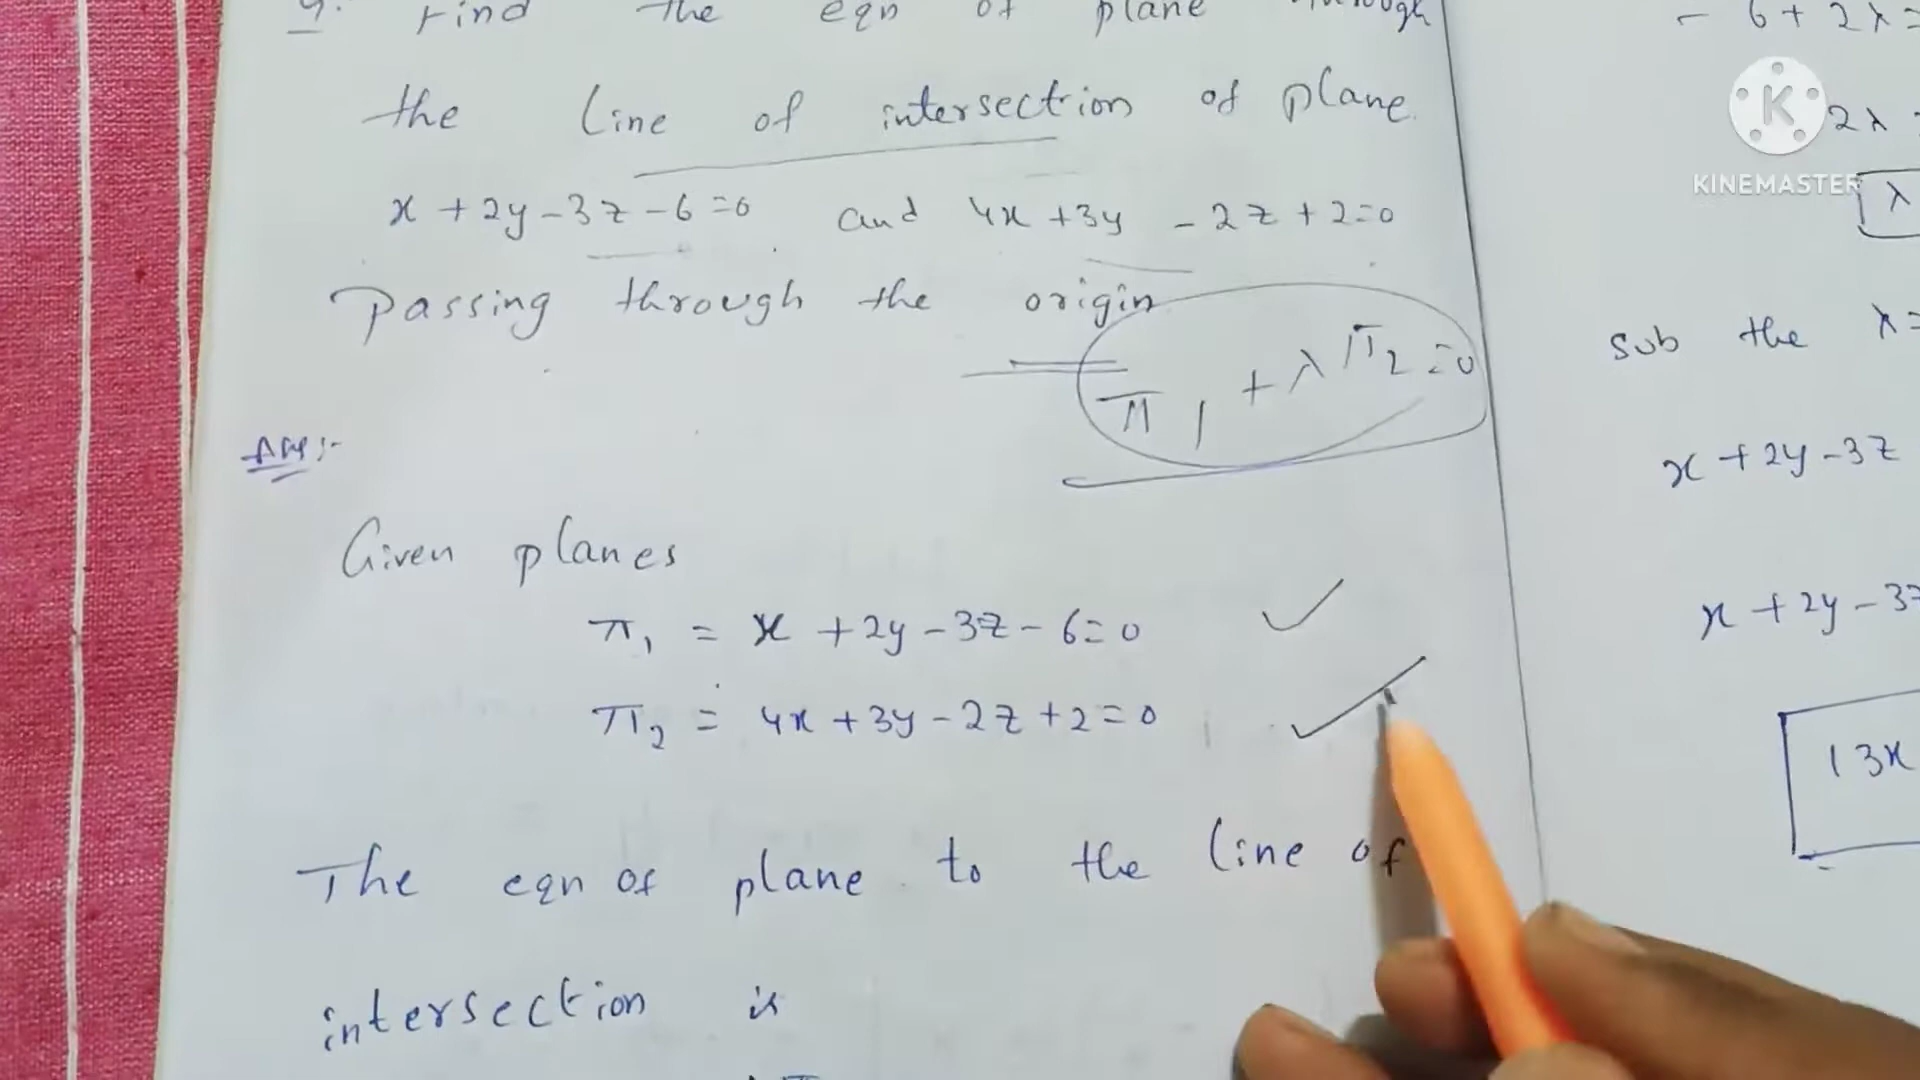 9. Find the eqn of plane through
the line of intersection of plane
x + 2y - 3z - 6 = 0 and 4x + 3y - 2z + 2 = 0
Passing through the origin
π1 + λπ2 = 0
Ans:-
Given planes
π1 = x + 2y - 3z - 6 = 0
π2 = 4x + 3y - 2z + 2 = 0
The eqn of plane to the line of
intersection is
- 6 + 2λ =
2λ
λ
Sub the λ =
x + 2y - 3z
x + 2y - 3z
13x
KINEMASTER